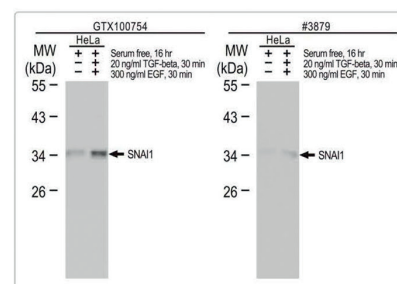 GTX100754
HeLa
MW
(kDa)
+ + Serum free, 16 hr
- + 20 ng/ml TGF-beta, 30 min
- + 300 ng/ml EGF, 30 min
55 -
43 -
34 -
26 -
SNAI1
#3879
HeLa
MW
(kDa)
+ + Serum free, 16 hr
- + 20 ng/ml TGF-beta, 30 min
- + 300 ng/ml EGF, 30 min
55 -
43 -
34 -
26 -
SNAI1